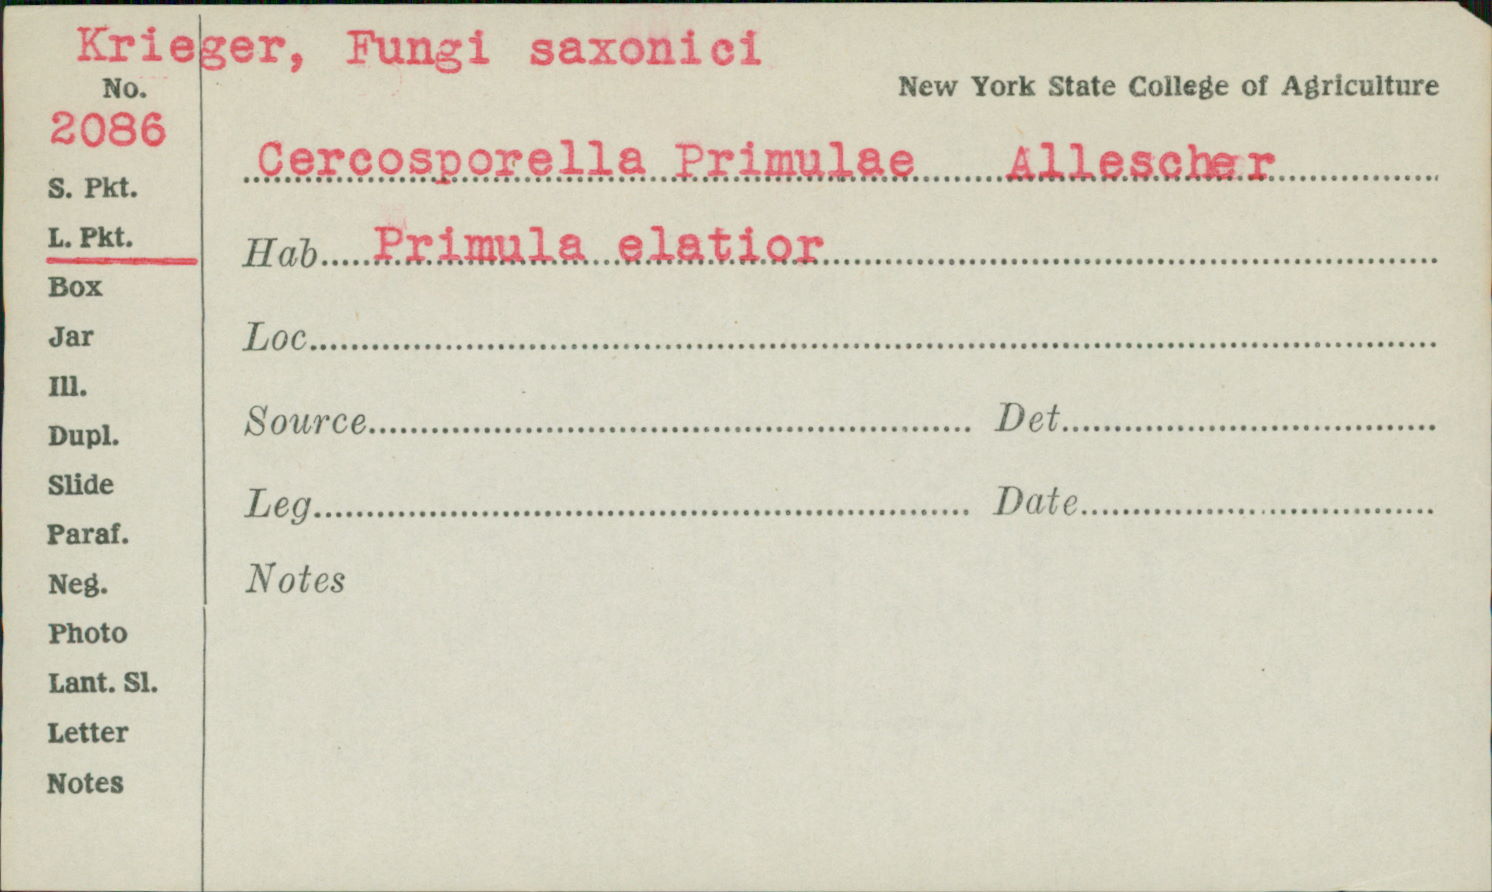 Krieger, Fungi saxonici
No.
New York State College of Agriculture
2086
Cercosporella Primulae Allescher
S. Pkt.
L. Pkt.
Hab. Primula elatior
Box
Jar
Loc.
Ill.
Dupl.
Source Det.
Slide
Leg. Date
Paraf.
Neg.
Notes
Photo
Lant. Sl.
Letter
Notes